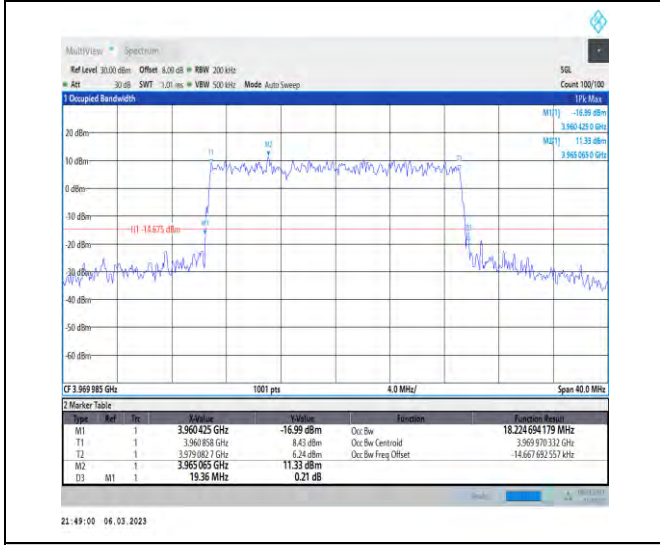 MultiView Spectrum
Ref Level 30.00 dBm Offset 8.00 dB RBW 200 kHz SGL
Att 30 dB SWT 1.01 ms VBW 500 kHz Mode Auto Sweep Count 100/100
1 Occupied Bandwidth 1Pk Max
M1[1] -16.99 dBm
3.960 425 0 GHz
M2[1] 11.33 dBm
3.965 065 0 GHz
20 dBm
M2
T1
10 dBm
0 dBm
-10 dBm
H1 -14.675 dBm
M1
-30 dBm
-40 dBm
-50 dBm
-60 dBm
CF 3.969 985 GHz 1001 pts 4.0 MHz/ Span 40.0 MHz
2 Marker Table
Type Ref Trc X-Value Y-Value Function Function Result
M1 1 3.960 425 GHz -16.99 dBm Occ Bw 18.224 694 179 MHz
T1 1 3.960 858 GHz 8.43 dBm Occ Bw Centroid 3.969 970 332 GHz
T2 1 3.979 082 7 GHz 6.24 dBm Occ Bw Freq Offset -14.667 692 557 kHz
M2 1 3.965 065 GHz 11.33 dBm
D3 M1 1 19.36 MHz 0.21 dB
21:49:00 06.03.2023